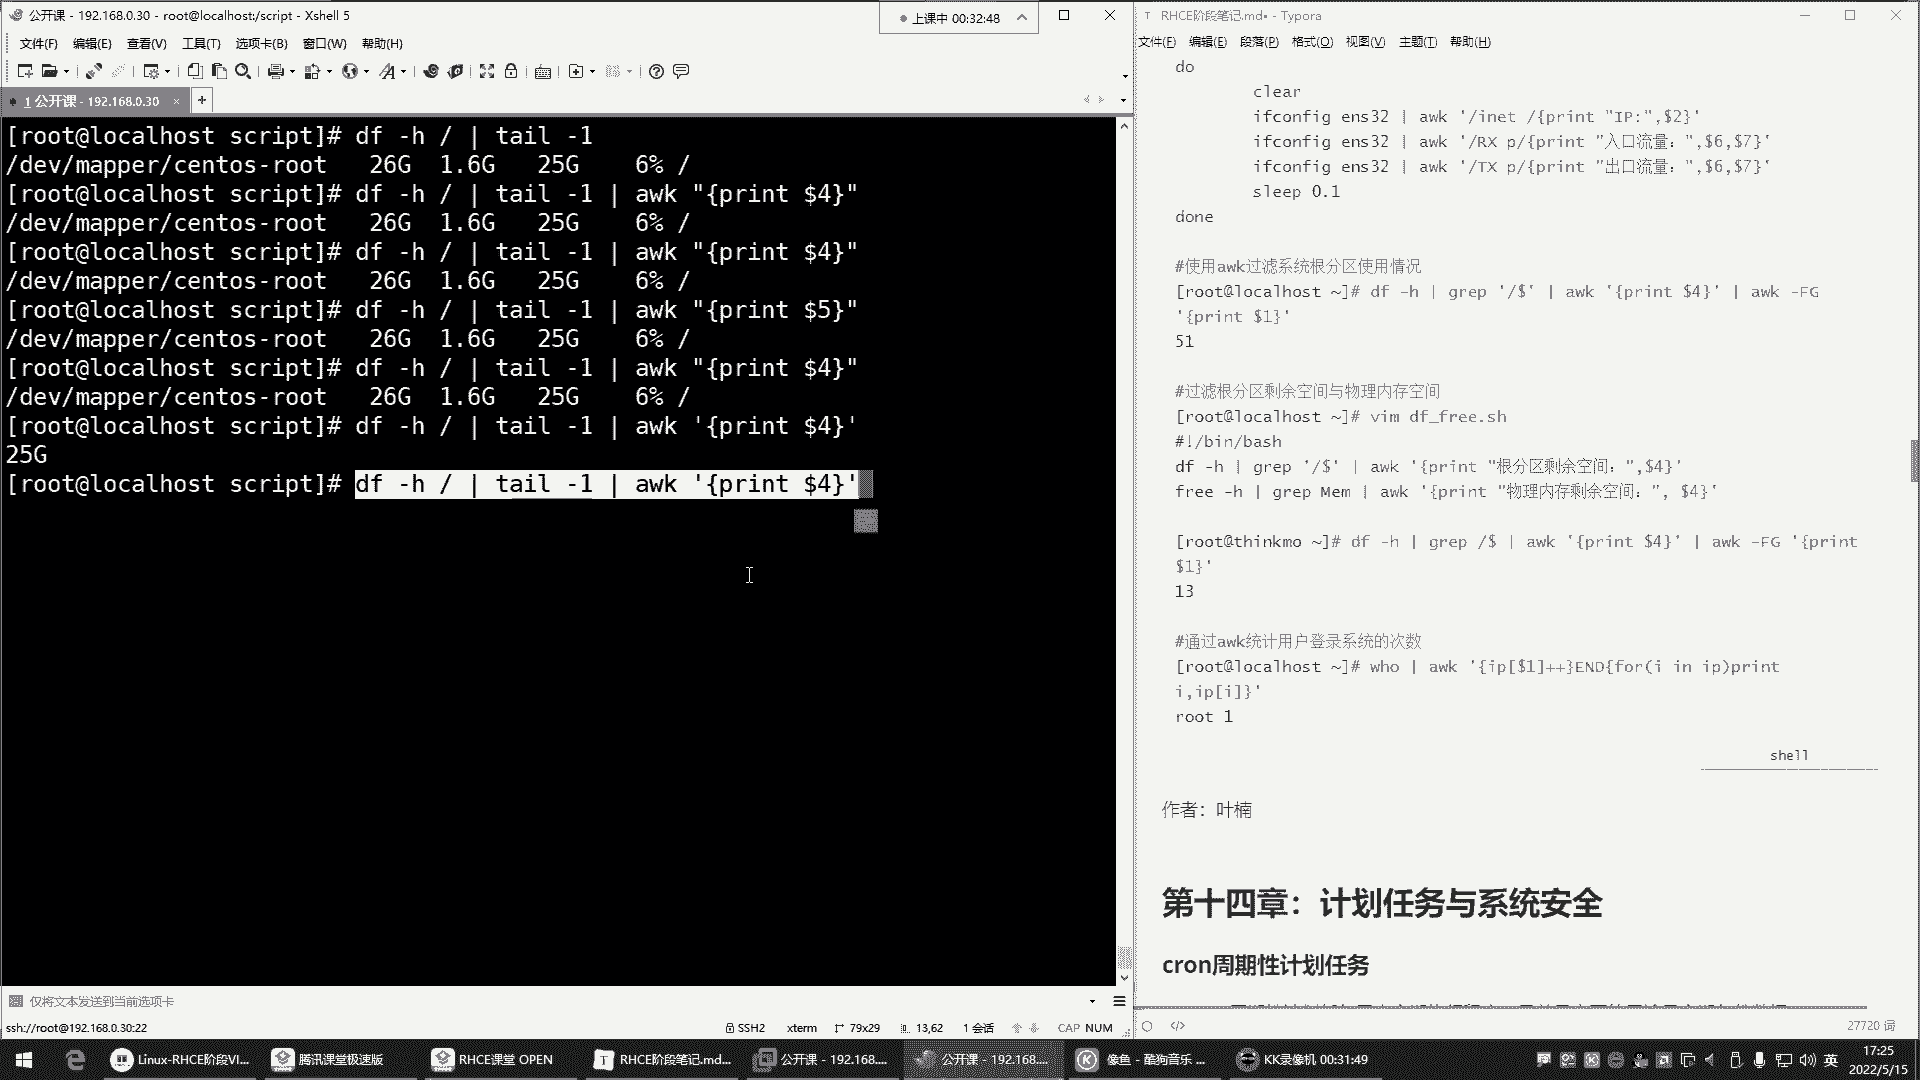 公开课 - 192.168.0.30 - root@localhost:/script - Xshell 5
上课中 00:32:48
文件(F) 编辑(E) 查看(V) 工具(T) 选项卡(B) 窗口(W) 帮助(H)
1 公开课 - 192.168.0.30 × +
[root@localhost script]# df -h / | tail -1
/dev/mapper/centos-root   26G  1.6G   25G    6% /
[root@localhost script]# df -h / | tail -1 | awk "{print $4}"
/dev/mapper/centos-root   26G  1.6G   25G    6% /
[root@localhost script]# df -h / | tail -1 | awk "{print $4}"
/dev/mapper/centos-root   26G  1.6G   25G    6% /
[root@localhost script]# df -h / | tail -1 | awk "{print $5}"
/dev/mapper/centos-root   26G  1.6G   25G    6% /
[root@localhost script]# df -h / | tail -1 | awk "{print $4}"
/dev/mapper/centos-root   26G  1.6G   25G    6% /
[root@localhost script]# df -h / | tail -1 | awk '{print $4}'
25G
[root@localhost script]# df -h / | tail -1 | awk '{print $4}'
仅将文本发送到当前选项卡
ssh://root@192.168.0.30:22 SSH2 xterm 79x29 13,62 1 会话 CAP NUM
RHCE阶段笔记.md• - Typora
文件(F) 编辑(E) 段落(P) 格式(O) 视图(V) 主题(T) 帮助(H)
do
clear
ifconfig ens32 | awk '/inet /{print "IP:",$2}'
ifconfig ens32 | awk '/RX p/{print "入口流量：",$6,$7}'
ifconfig ens32 | awk '/TX p/{print "出口流量：",$6,$7}'
sleep 0.1
done
#使用awk过滤系统根分区使用情况
[root@localhost ~]# df -h | grep '/$' | awk '{print $4}' | awk -FG
'{print $1}'
51
#过滤根分区剩余空间与物理内存空间
[root@localhost ~]# vim df_free.sh
#!/bin/bash
df -h | grep '/$' | awk '{print "根分区剩余空间：",$4}'
free -h | grep Mem | awk '{print "物理内存剩余空间：", $4}'
[root@thinkmo ~]# df -h | grep /$ | awk '{print $4}' | awk -FG '{print
$1}'
13
#通过awk统计用户登录系统的次数
[root@localhost ~]# who | awk '{ip[$1]++}END{for(i in ip)print
i,ip[i]}'
root 1
shell
作者：叶楠
第十四章：计划任务与系统安全
cron周期性计划任务
</> 27720 词
Linux-RHCE阶段VI... 腾讯课堂极速版 RHCE课堂 OPEN RHCE阶段笔记.md... 公开课 - 192.168.... 公开课 - 192.168.... 像鱼 - 酷狗音乐 ... KK录像机 00:31:49 英 17:25
2022/5/15